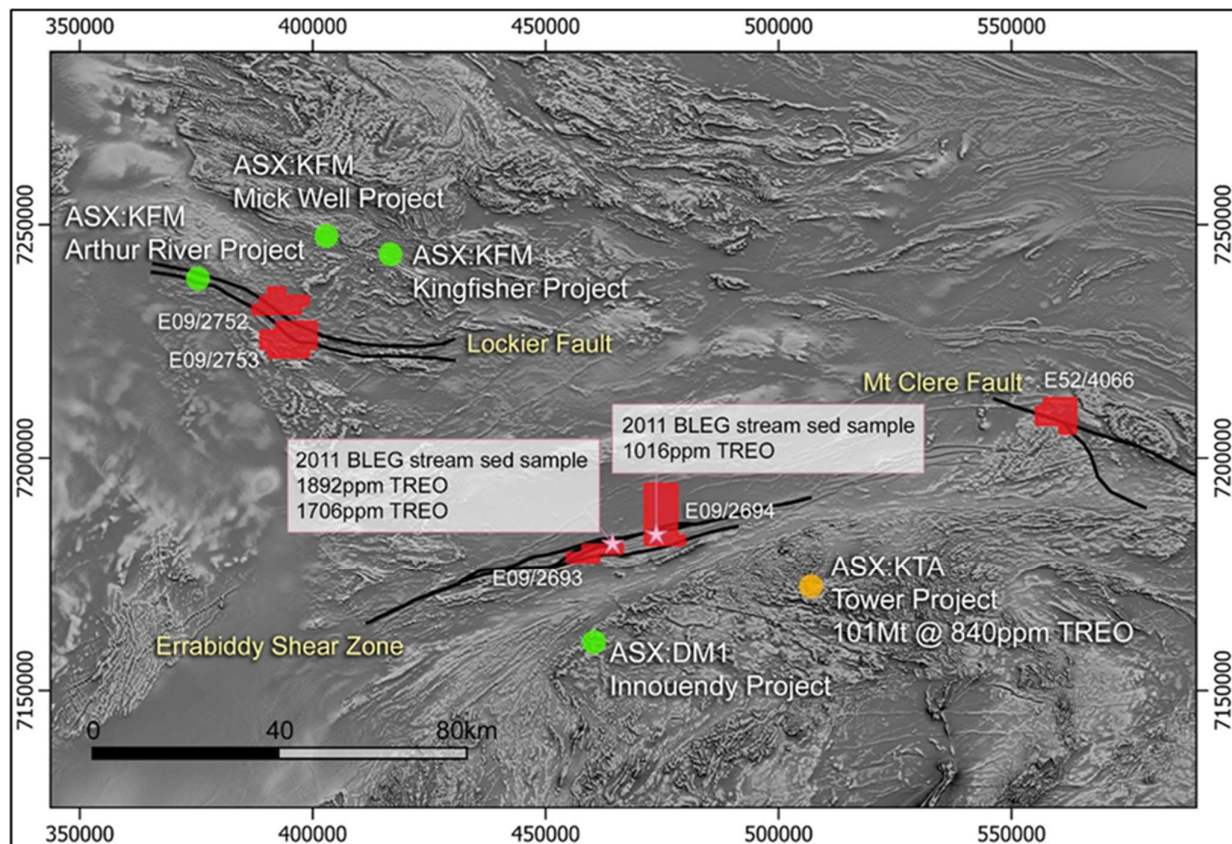 350000 400000 450000 500000 550000
7250000 7250000
7200000 7200000
7150000 7150000
ASX:KFM
Mick Well Project
ASX:KFM
Arthur River Project
ASX:KFM
Kingfisher Project
E09/2752
E09/2753
Lockier Fault
Mt Clere Fault
E52/4066
2011 BLEG stream sed sample
1016ppm TREO
2011 BLEG stream sed sample
1892ppm TREO
1706ppm TREO
E09/2694
E09/2693
ASX:KTA
Tower Project
101Mt @ 840ppm TREO
Errabiddy Shear Zone
ASX:DM1
Innouendy Project
0 40 80km
350000 400000 450000 500000 550000